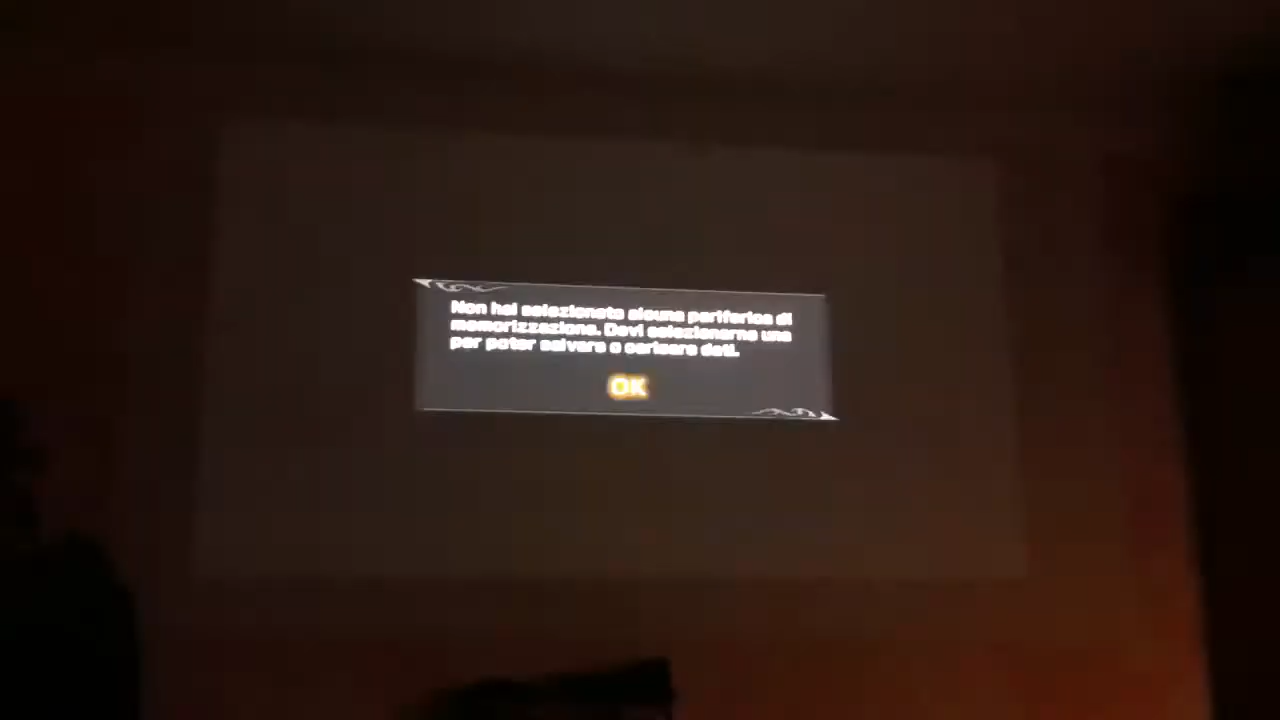 Non hai selezionato alcuna periferica di
memorizzazione. Devi selezionarne una
per poter salvare o caricare dati.
OK